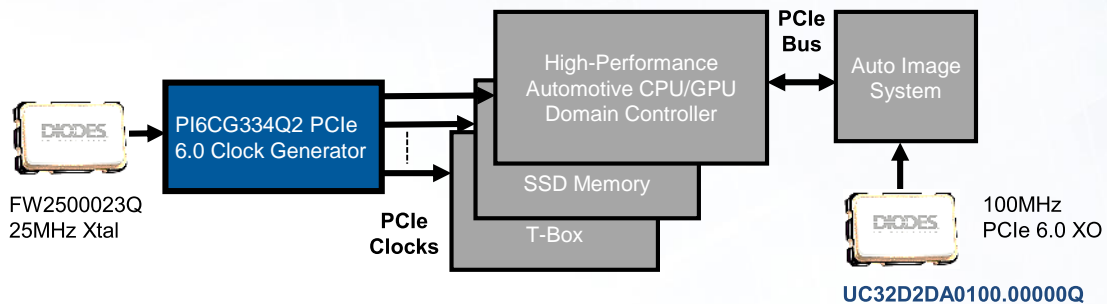 DIODES
FW2500023Q
25MHz Xtal
PI6CG334Q2 PCIe
6.0 Clock Generator
PCIe
Clocks
High-Performance
Automotive CPU/GPU
Domain Controller
SSD Memory
T-Box
PCIe
Bus
Auto Image
System
DIODES
100MHz
PCIe 6.0 XO
UC32D2DA0100.00000Q